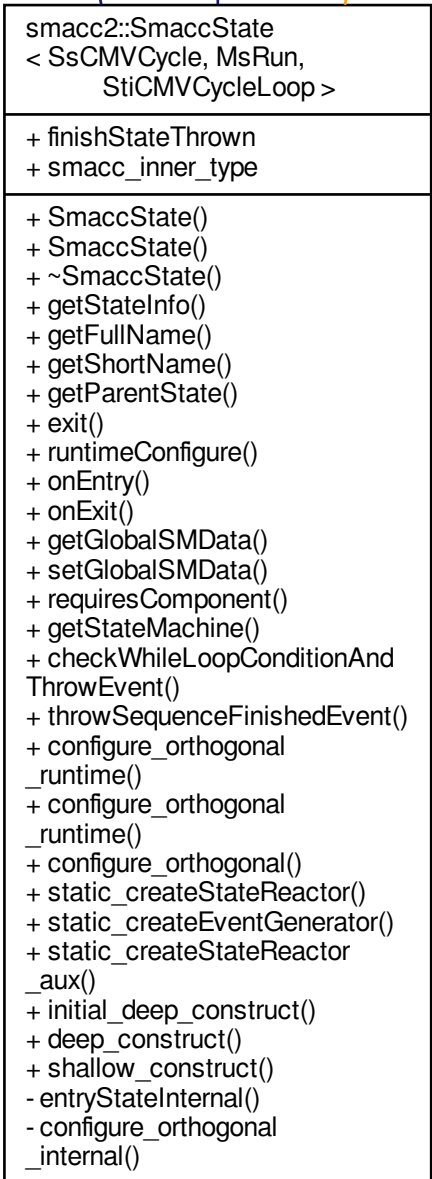 smacc2::SmaccState
< SsCMVCycle, MsRun,
StiCMVCycleLoop >
+ finishStateThrown
+ smacc_inner_type
+ SmaccState()
+ SmaccState()
+ ~SmaccState()
+ getStateInfo()
+ getFullName()
+ getShortName()
+ getParentState()
+ exit()
+ runtimeConfigure()
+ onEntry()
+ onExit()
+ getGlobalSMData()
+ setGlobalSMData()
+ requiresComponent()
+ getStateMachine()
+ checkWhileLoopConditionAnd
ThrowEvent()
+ throwSequenceFinishedEvent()
+ configure_orthogonal
_runtime()
+ configure_orthogonal
_runtime()
+ configure_orthogonal()
+ static_createStateReactor()
+ static_createEventGenerator()
+ static_createStateReactor
_aux()
+ initial_deep_construct()
+ deep_construct()
+ shallow_construct()
- entryStateInternal()
- configure_orthogonal
_internal()